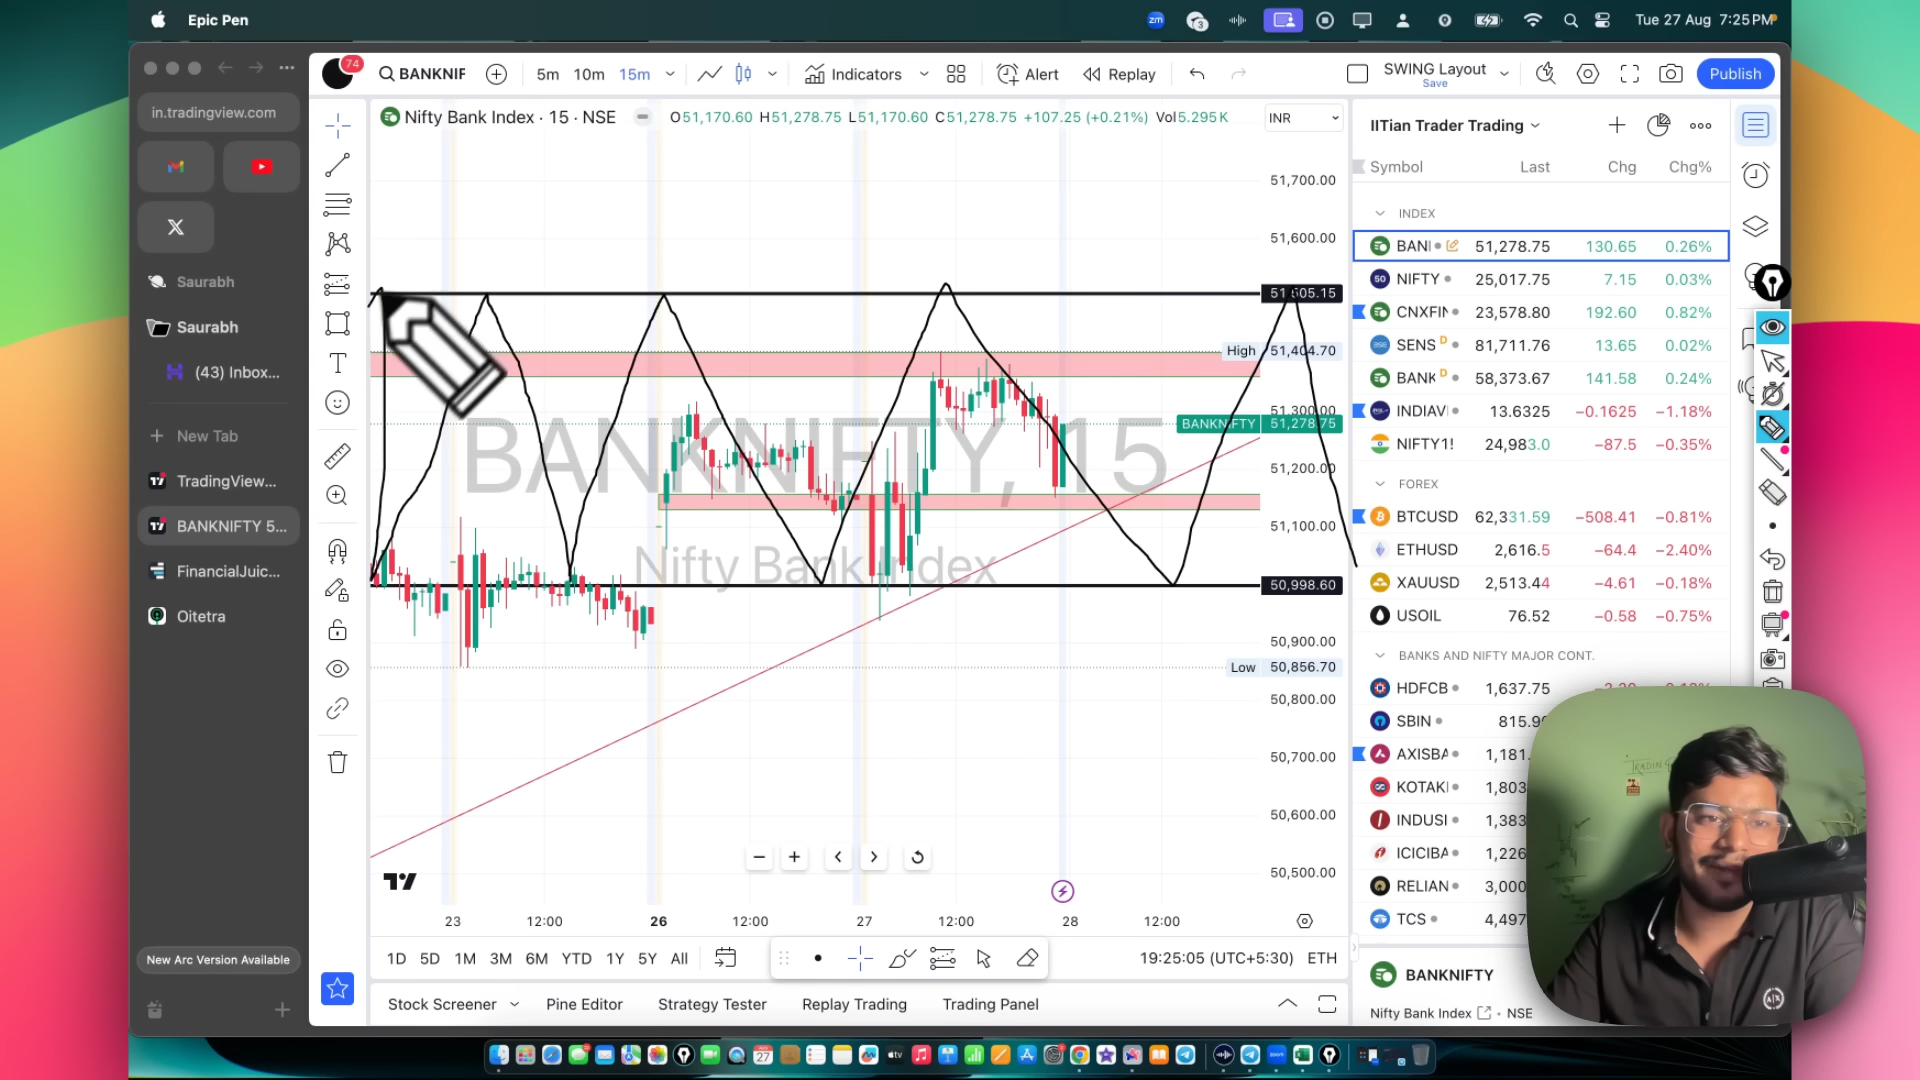 Epic Pen
zm
3
Tue 27 Aug 7:25 PM
in.tradingview.com
Saurabh
Saurabh
(43) Inbox...
New Tab
TradingView...
BANKNIFTY 5...
FinancialJuic...
Oitetra
New Arc Version Available
74
BANKNIF
5m 10m 15m
Indicators
Alert
Replay
SWING Layout
Save
Publish
Nifty Bank Index · 15 · NSE
O51,170.60 H51,278.75 L51,170.60 C51,278.75 +107.25 (+0.21%) Vol5.295 K
INR
BANKNIFTY, 15
Nifty Bank Index
51,700.00
51,600.00
High 51,404.70
51,300.00
BANKNIFTY 51,278.75
51,200.00
51,100.00
50,998.60
50,900.00
Low 50,856.70
50,800.00
50,700.00
50,600.00
50,500.00
23 12:00 26 12:00 27 12:00 28 12:00
1D 5D 1M 3M 6M YTD 1Y 5Y All
19:25:05 (UTC+5:30) ETH
Stock Screener
Pine Editor
Strategy Tester
Replay Trading
Trading Panel
IITian Trader Trading
Symbol Last Chg Chg%
INDEX
BANI 51,278.75 130.65 0.26%
NIFTY 25,017.75 7.15 0.03%
CNXFIN 23,578.80 192.60 0.82%
SENS D 81,711.76 13.65 0.02%
BANK D 58,373.67 141.58 0.24%
INDIAVI 13.6325 −0.1625 −1.18%
NIFTY1! 24,983.0 −87.5 −0.35%
FOREX
BTCUSD 62,331.59 −508.41 −0.81%
ETHUSD 2,616.5 −64.4 −2.40%
XAUUSD 2,513.44 −4.61 −0.18%
USOIL 76.52 −0.58 −0.75%
BANKS AND NIFTY MAJOR CONT.
HDFCB 1,637.75
SBIN 815.9
AXISBA 1,181.
KOTAKI 1,803
INDUSI 1,383
ICICIBA 1,226
RELIAN 3,000
TCS 4,497
BANKNIFTY
Nifty Bank Index · NSE
TRADING